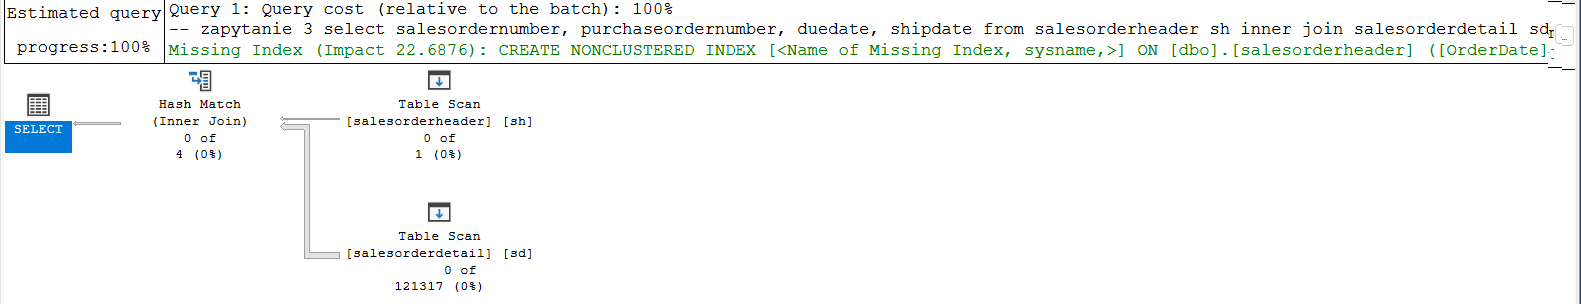 Estimated query
progress:100%
Query 1: Query cost (relative to the batch): 100%
-- zapytanie 3 select salesordernumber, purchaseordernumber, duedate, shipdate from salesorderheader sh inner join salesorderdetail sd
Missing Index (Impact 22.6876): CREATE NONCLUSTERED INDEX [<Name of Missing Index, sysname,>] ON [dbo].[salesorderheader] ([OrderDate]
SELECT
Hash Match
(Inner Join)
0 of
4 (0%)
Table Scan
[salesorderheader] [sh]
0 of
1 (0%)
Table Scan
[salesorderdetail] [sd]
0 of
121317 (0%)